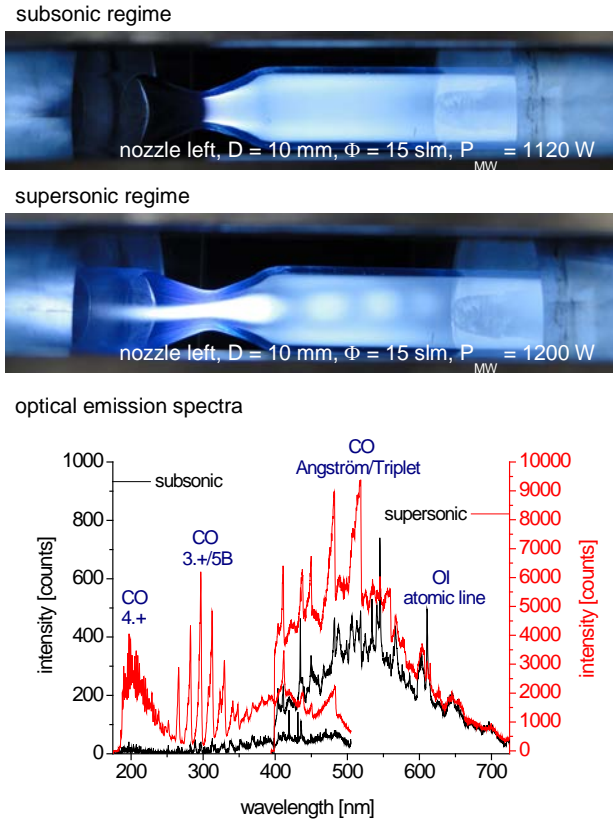 subsonic regime
nozzle left, D = 10 mm, Φ = 15 slm, P_MW = 1120 W
supersonic regime
nozzle left, D = 10 mm, Φ = 15 slm, P_MW = 1200 W
optical emission spectra
CO
Angström/Triplet
subsonic
supersonic
CO
3.+/5B
CO
4.+
OI
atomic line
1000
800
600
400
200
0
intensity [counts]
10000
9000
8000
7000
6000
5000
4000
3000
2000
1000
0
intensity [counts]
200 300 400 500 600 700
wavelength [nm]